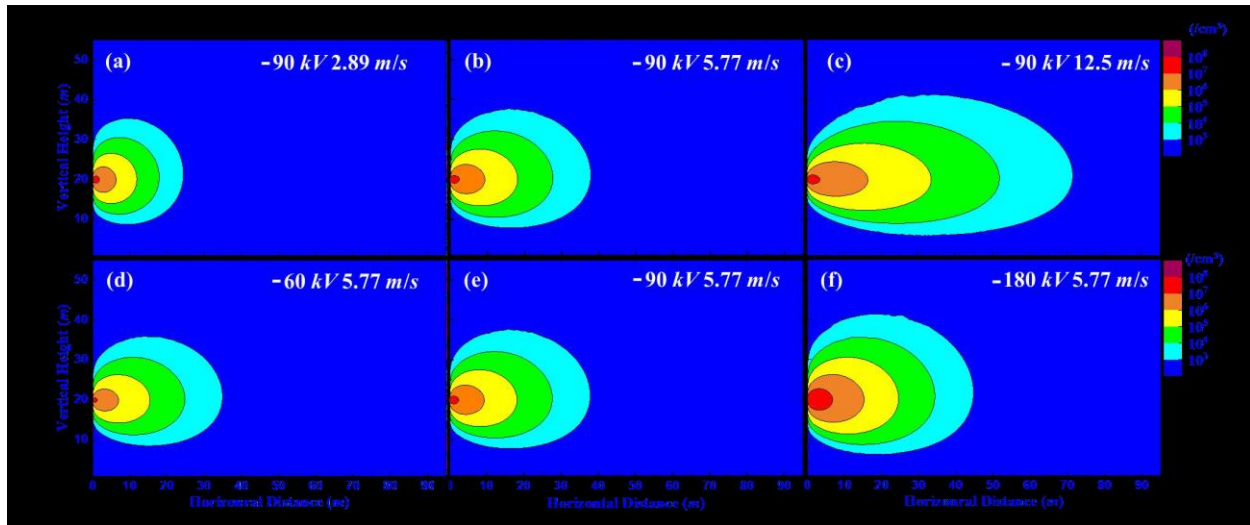 (/cm³)
(a)
−90 kV 2.89 m/s
(b)
−90 kV 5.77 m/s
(c)
−90 kV 12.5 m/s
50
40
30
20
10
Vertical Height (m)
10⁸
10⁷
10⁶
10⁵
10⁴
10³
(/cm³)
(d)
−60 kV 5.77 m/s
(e)
−90 kV 5.77 m/s
(f)
−180 kV 5.77 m/s
50
40
30
20
10
Vertical Height (m)
10⁸
10⁷
10⁶
10⁵
10⁴
10³
0 10 20 30 40 50 60 70 80 90
0 10 20 30 40 50 60 70 80 90
0 10 20 30 40 50 60 70 80 90
Horizonral Distance (m)
Horizontal Distance (m)
Horizonral Distance (m)